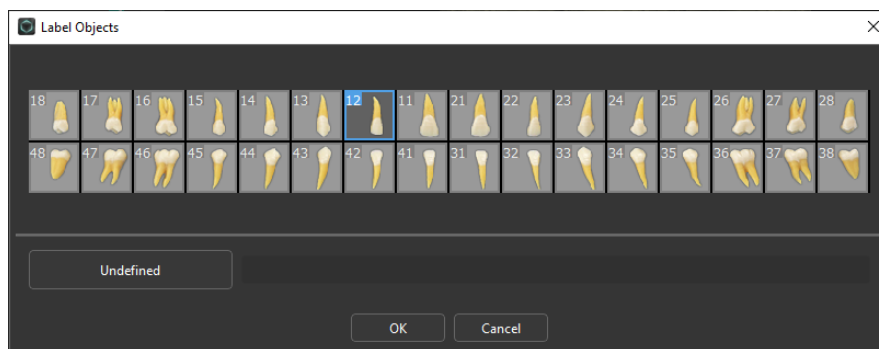 Label Objects
18 17 16 15 14 13 12 11 21 22 23 24 25 26 27 28
48 47 46 45 44 43 42 41 31 32 33 34 35 36 37 38
Undefined
OK Cancel